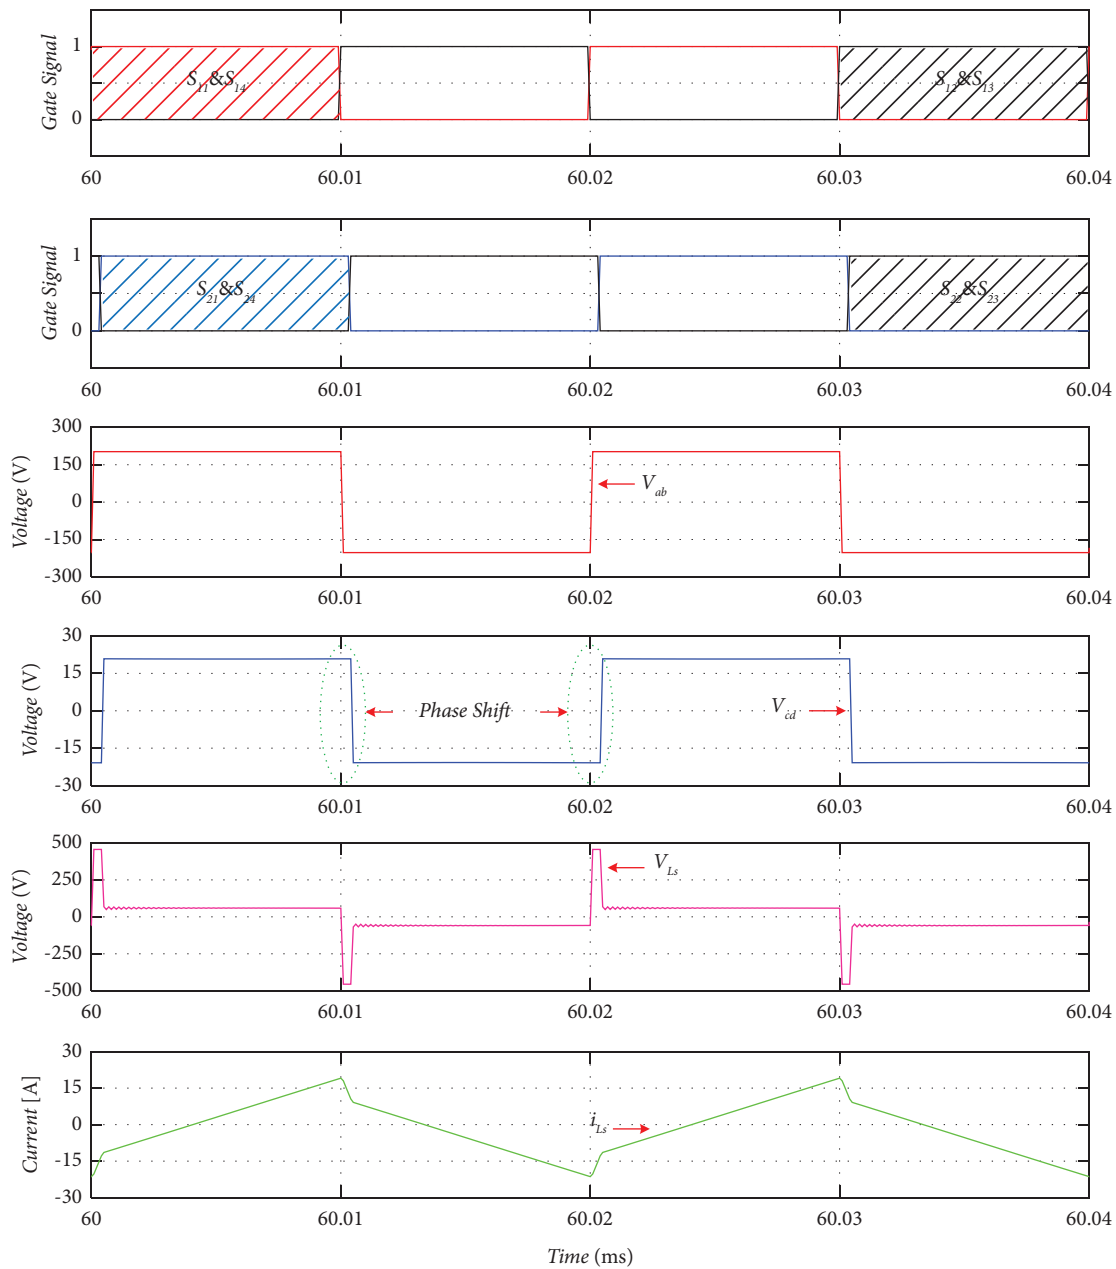 Gate Signal
1
0
S₁₁&S₁₄
S₁₂&S₁₃
60 60.01 60.02 60.03 60.04
Gate Signal
1
0
S₂₁&S₂₄
S₂₂&S₂₃
60 60.01 60.02 60.03 60.04
Voltage (V)
300
150
0
-150
-300
V_ab
60 60.01 60.02 60.03 60.04
Voltage (V)
30
15
0
-15
-30
Phase Shift
V_cd
60 60.01 60.02 60.03 60.04
Voltage (V)
500
250
0
-250
-500
V_Ls
60 60.01 60.02 60.03 60.04
Current [A]
30
15
0
-15
-30
i_Ls
60 60.01 60.02 60.03 60.04
Time (ms)